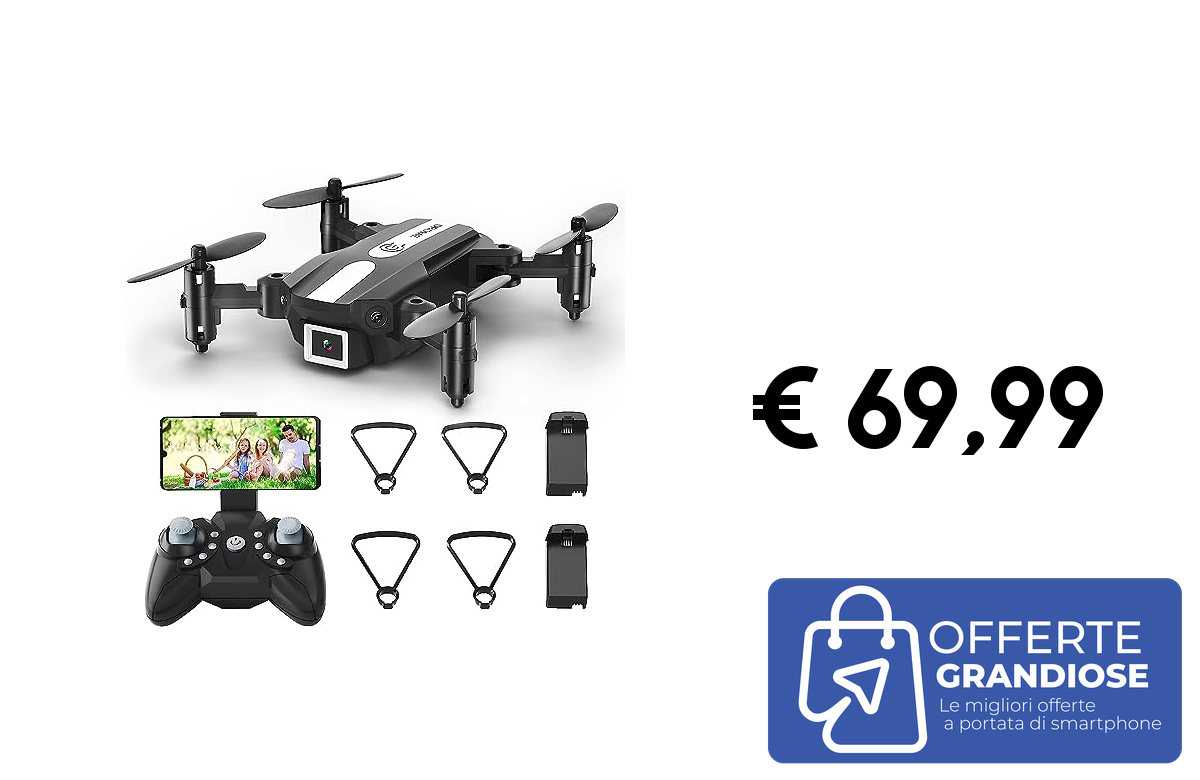 € 69,99
OFFERTE
GRANDIOSE
Le migliori offerte
a portata di smartphone